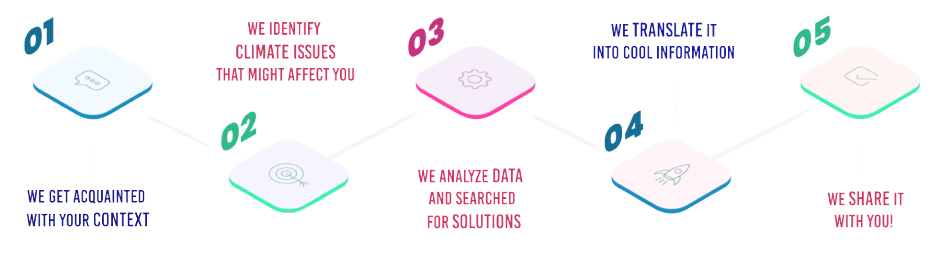 01
WE GET ACQUAINTED
WITH YOUR CONTEXT
02
WE IDENTIFY
CLIMATE ISSUES
THAT MIGHT AFFECT YOU
03
WE ANALYZE DATA
AND SEARCHED
FOR SOLUTIONS
04
WE TRANSLATE IT
INTO COOL INFORMATION
05
WE SHARE IT
WITH YOU!